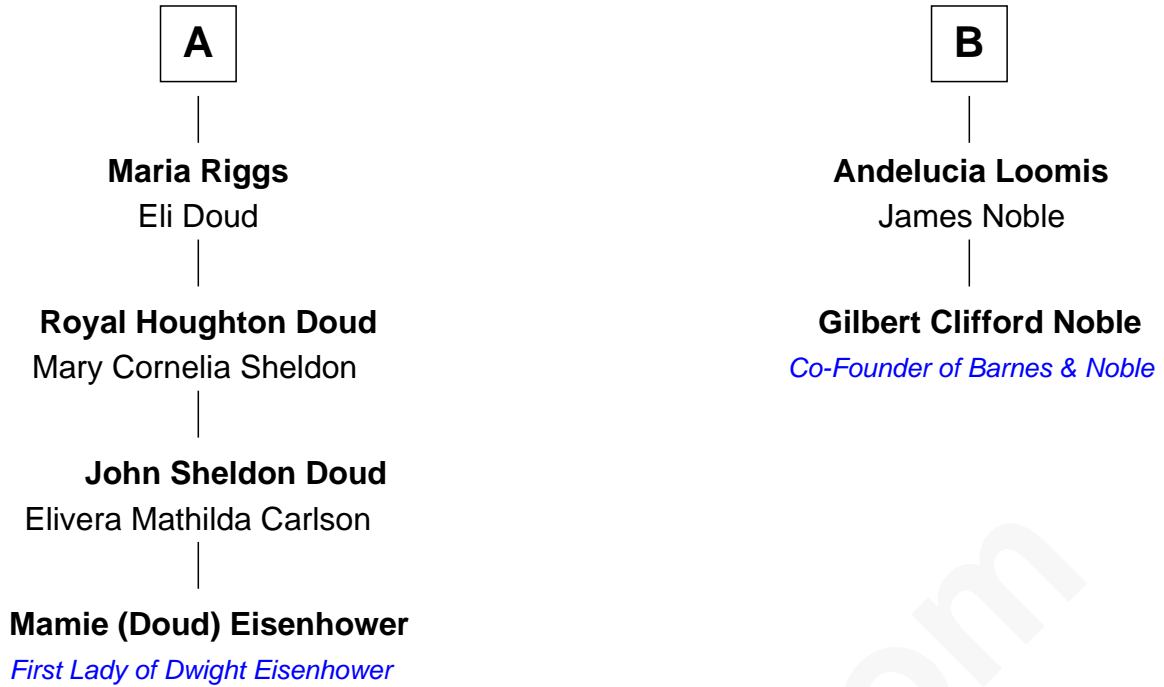 A
Maria Riggs
Eli Doud
Royal Houghton Doud
Mary Cornelia Sheldon
John Sheldon Doud
Elivera Mathilda Carlson
Mamie (Doud) Eisenhower
First Lady of Dwight Eisenhower
B
Andelucia Loomis
James Noble
Gilbert Clifford Noble
Co-Founder of Barnes & Noble
om